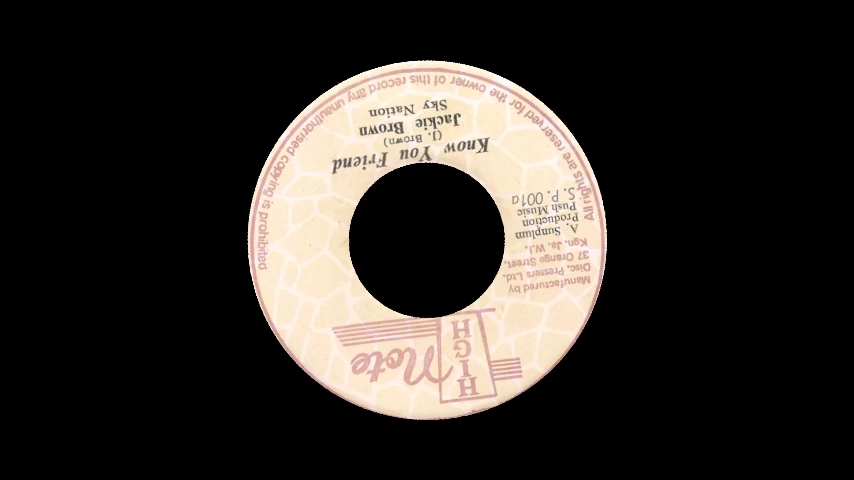 HIGH
Note
Manufactured by
Disc. Pressers Ltd.
37 Orange Street,
Kgn. Ja. W.I.
A. Sunplum
Production
Push Music
S.P. 001a
Know You Friend
(J. Brown)
Jackie Brown
Sky Nation
All rights are reserved for the owner of this record any unauthorised copying is prohibited